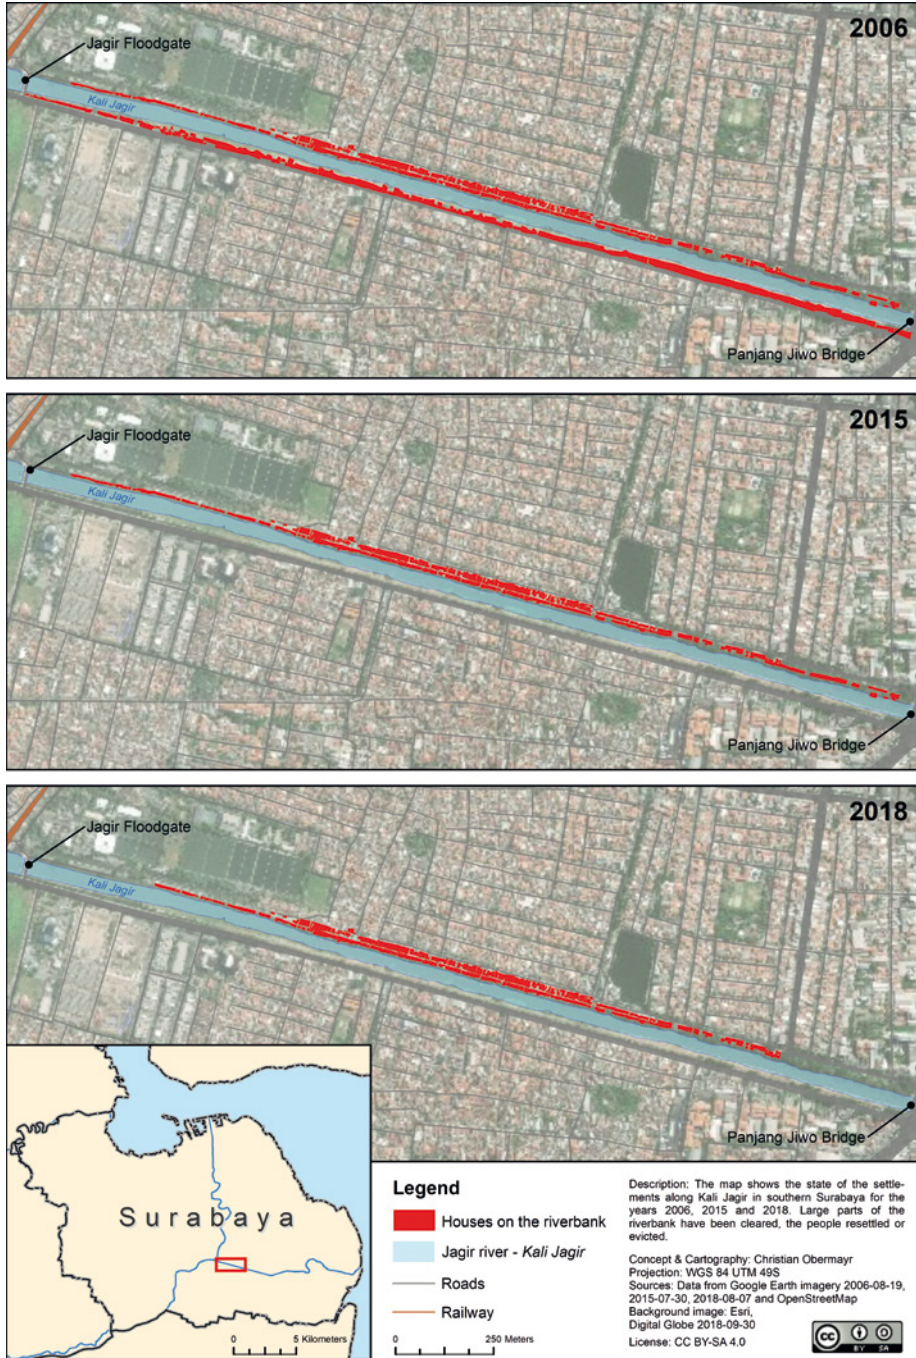 2006
Jagir Floodgate
Kali Jagir
Panjang Jiwo Bridge
2015
Jagir Floodgate
Kali Jagir
Panjang Jiwo Bridge
2018
Jagir Floodgate
Kali Jagir
Panjang Jiwo Bridge
Surabaya
0 5 Kilometers
Legend
Houses on the riverbank
Jagir river - Kali Jagir
Roads
Railway
0 250 Meters
Description: The map shows the state of the settle-
ments along Kali Jagir in southern Surabaya for the
years 2006, 2015 and 2018. Large parts of the
riverbank have been cleared, the people resettled or
evicted.
Concept & Cartography: Christian Obermayr
Projection: WGS 84 UTM 49S
Sources: Data from Google Earth imagery 2006-08-19,
2015-07-30, 2018-08-07 and OpenStreetMap
Background image: Esri,
Digital Globe 2018-09-30
License: CC BY-SA 4.0
cc
BY SA